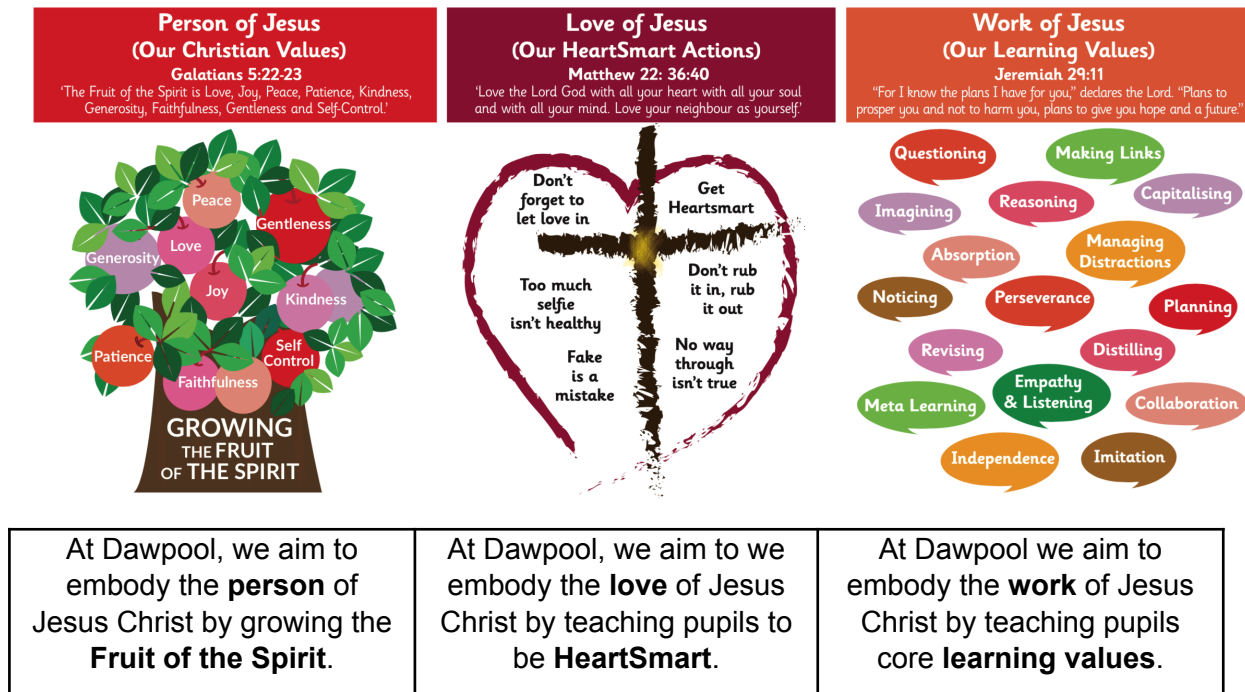 Person of Jesus
(Our Christian Values)
Galatians 5:22-23
'The Fruit of the Spirit is Love, Joy, Peace, Patience, Kindness,
Generosity, Faithfulness, Gentleness and Self-Control.'
Peace
Gentleness
Love
Generosity
Joy
Kindness
Patience
Self
Control
Faithfulness
GROWING
THE FRUIT
OF THE SPIRIT
Love of Jesus
(Our HeartSmart Actions)
Matthew 22: 36:40
'Love the Lord God with all your heart with all your soul
and with all your mind. Love your neighbour as yourself.'
Don't
forget to
let love in
Get
Heartsmart
Too much
selfie
isn't healthy
Don't rub
it in, rub
it out
Fake
is a
mistake
No way
through
isn't true
Work of Jesus
(Our Learning Values)
Jeremiah 29:11
"For I know the plans I have for you," declares the Lord. "Plans to
prosper you and not to harm you, plans to give you hope and a future."
Questioning
Making Links
Imagining
Reasoning
Capitalising
Absorption
Managing
Distractions
Noticing
Perseverance
Planning
Revising
Distilling
Meta Learning
Empathy
& Listening
Collaboration
Independence
Imitation
At Dawpool, we aim to
embody the person of
Jesus Christ by growing the
Fruit of the Spirit.
At Dawpool, we aim to we
embody the love of Jesus
Christ by teaching pupils to
be HeartSmart.
At Dawpool we aim to
embody the work of Jesus
Christ by teaching pupils
core learning values.